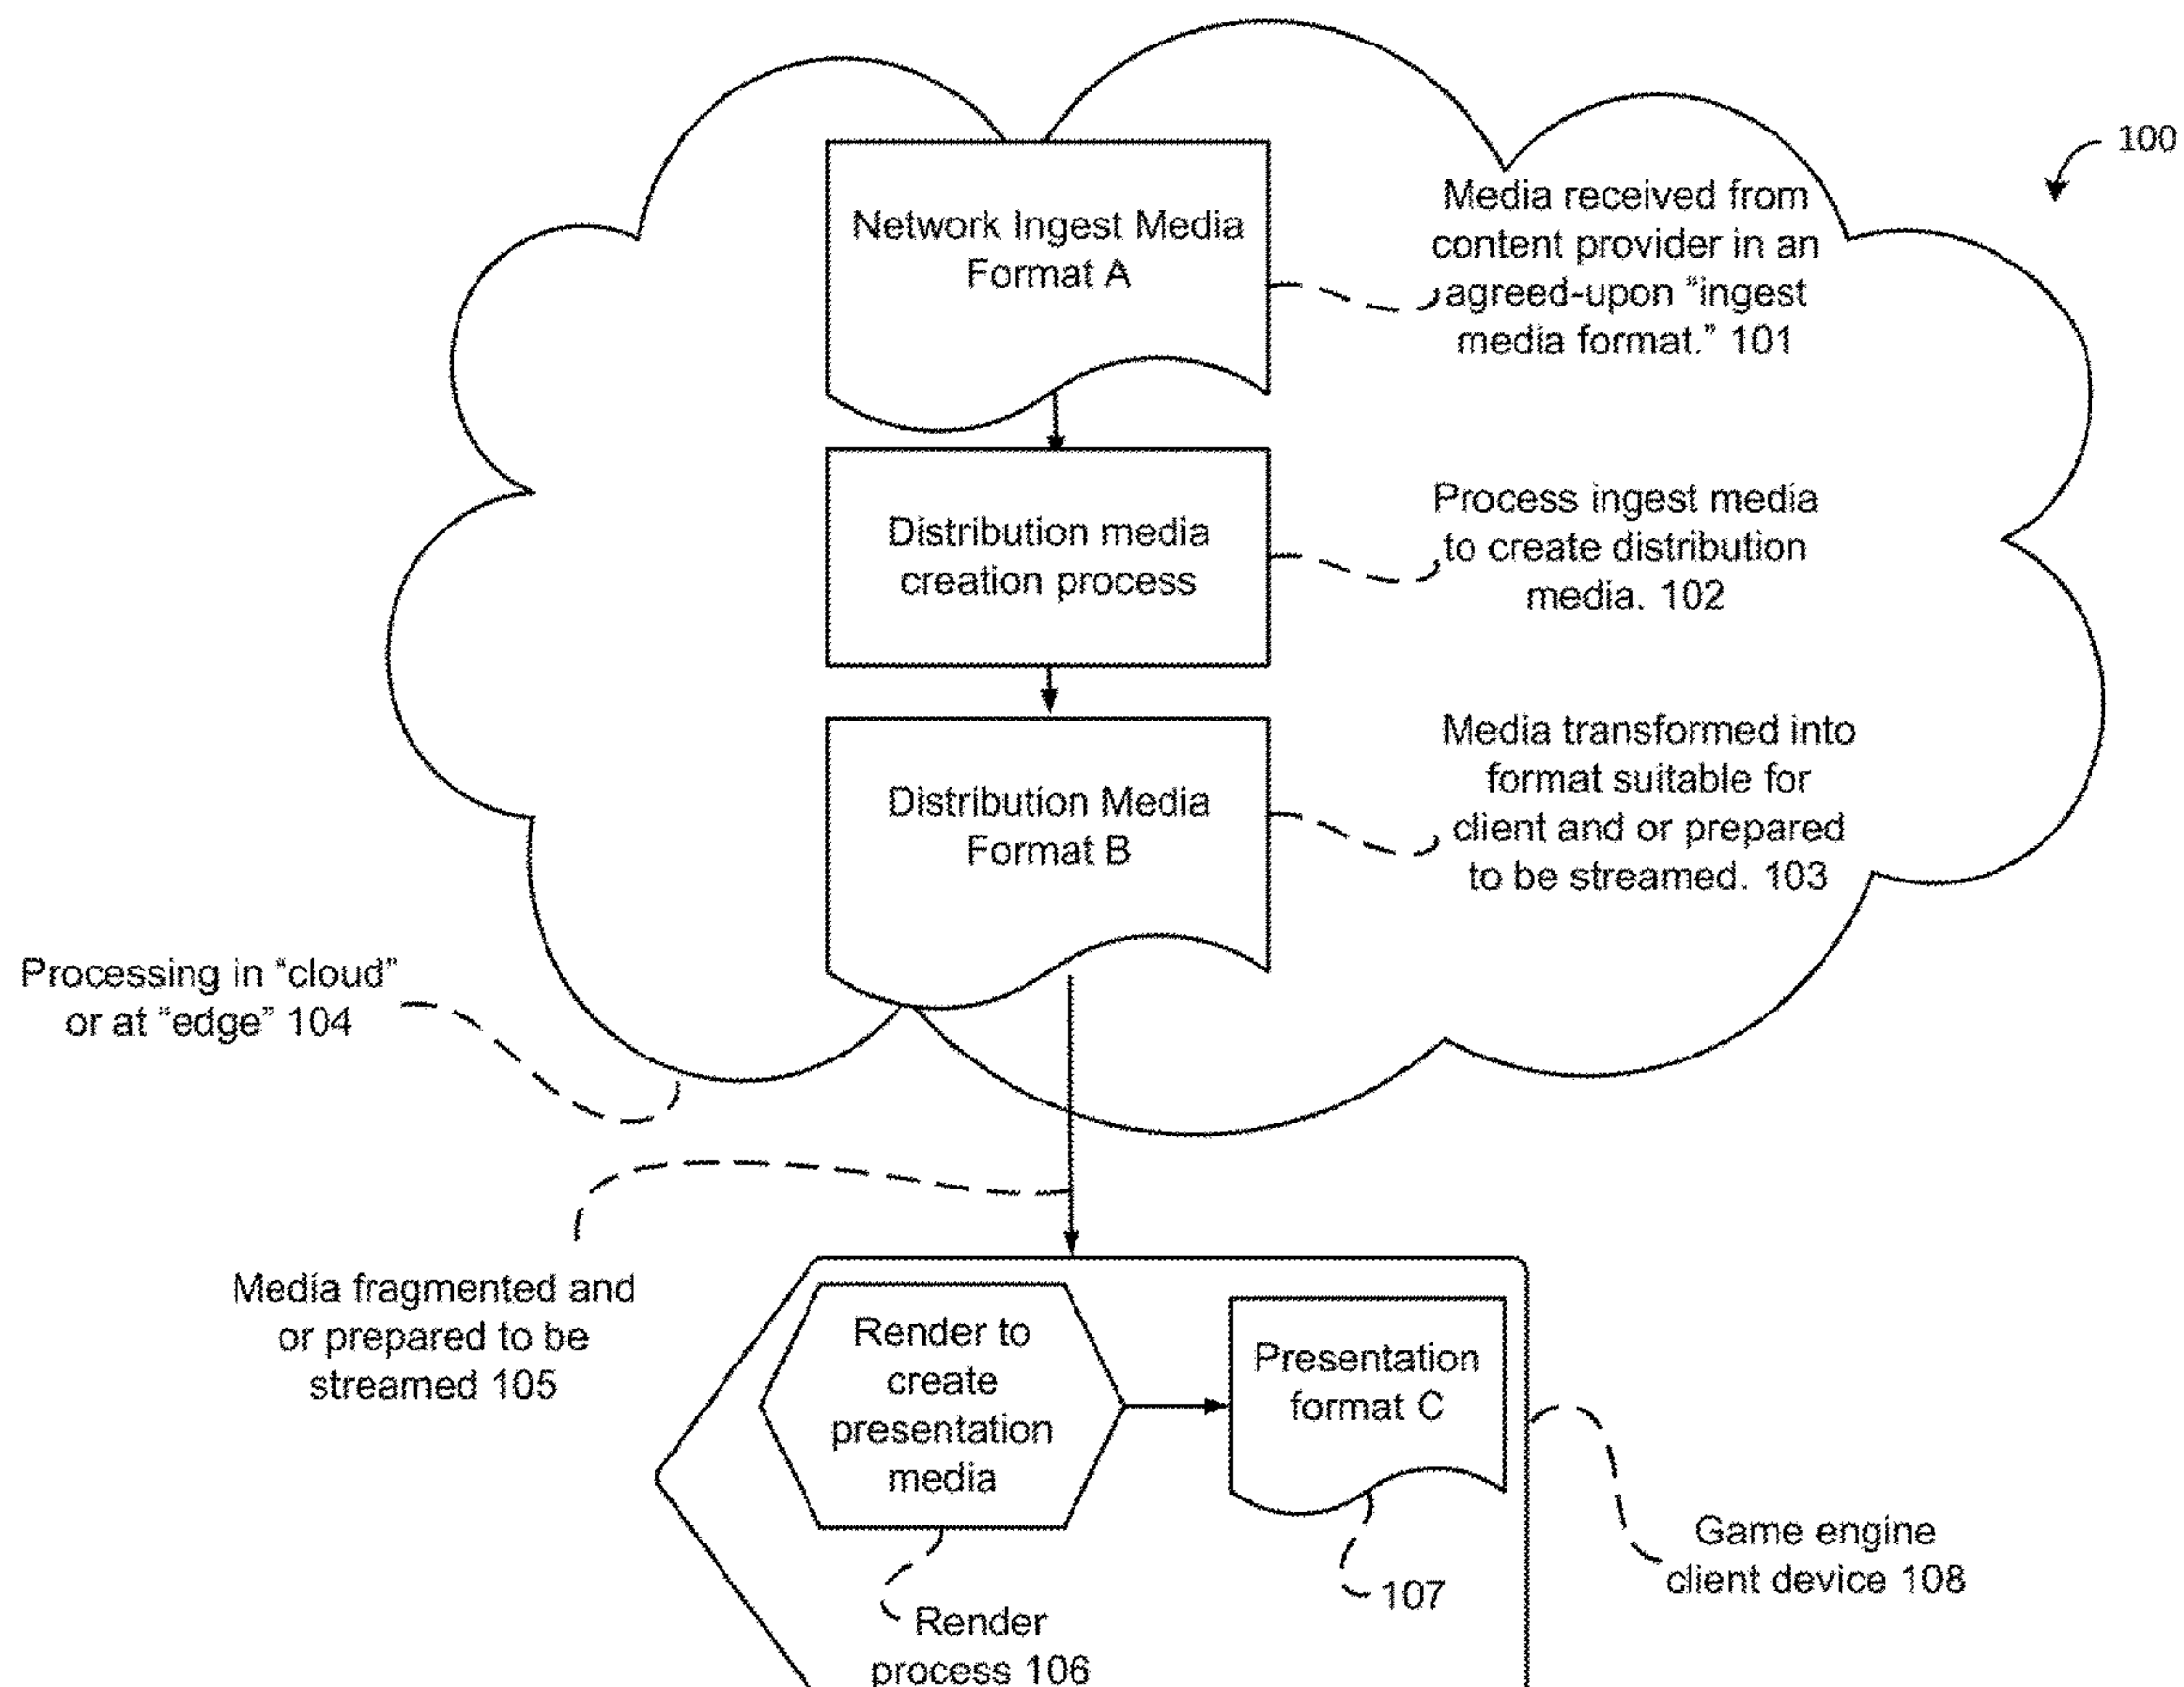 100
Network Ingest Media
Format A
Media received from
content provider in an
agreed-upon “ingest
media format.” 101
Distribution media
creation process
Process ingest media
to create distribution
media. 102
Distribution Media
Format B
Media transformed into
format suitable for
client and or prepared
to be streamed. 103
Processing in “cloud”
or at “edge” 104
Media fragmented and
or prepared to be
streamed 105
Render to
create
presentation
media
Presentation
format C
Game engine
client device 108
107
Render
process 106